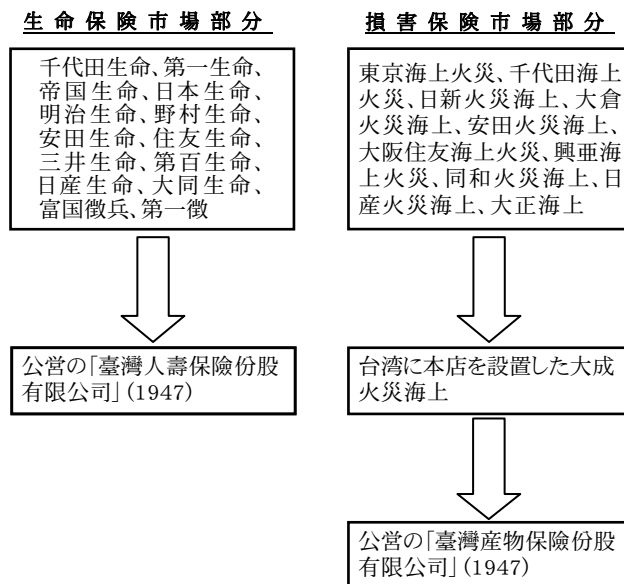 生命保険市場部分
千代田生命、第一生命、
帝国生命、日本生命、
明治生命、野村生命、
安田生命、住友生命、
三井生命、第百生命、
日産生命、大同生命、
富国徴兵、第一徴
公営の「臺灣人壽保險份股
有限公司」(1947)
損害保険市場部分
東京海上火災、千代田海上
火災、日新火災海上、大倉
火災海上、安田火災海上、
大阪住友海上火災、興亜海
上火災、同和火災海上、日
産火災海上、大正海上
台湾に本店を設置した大成
火災海上
公営の「臺灣産物保險份股
有限公司」(1947)